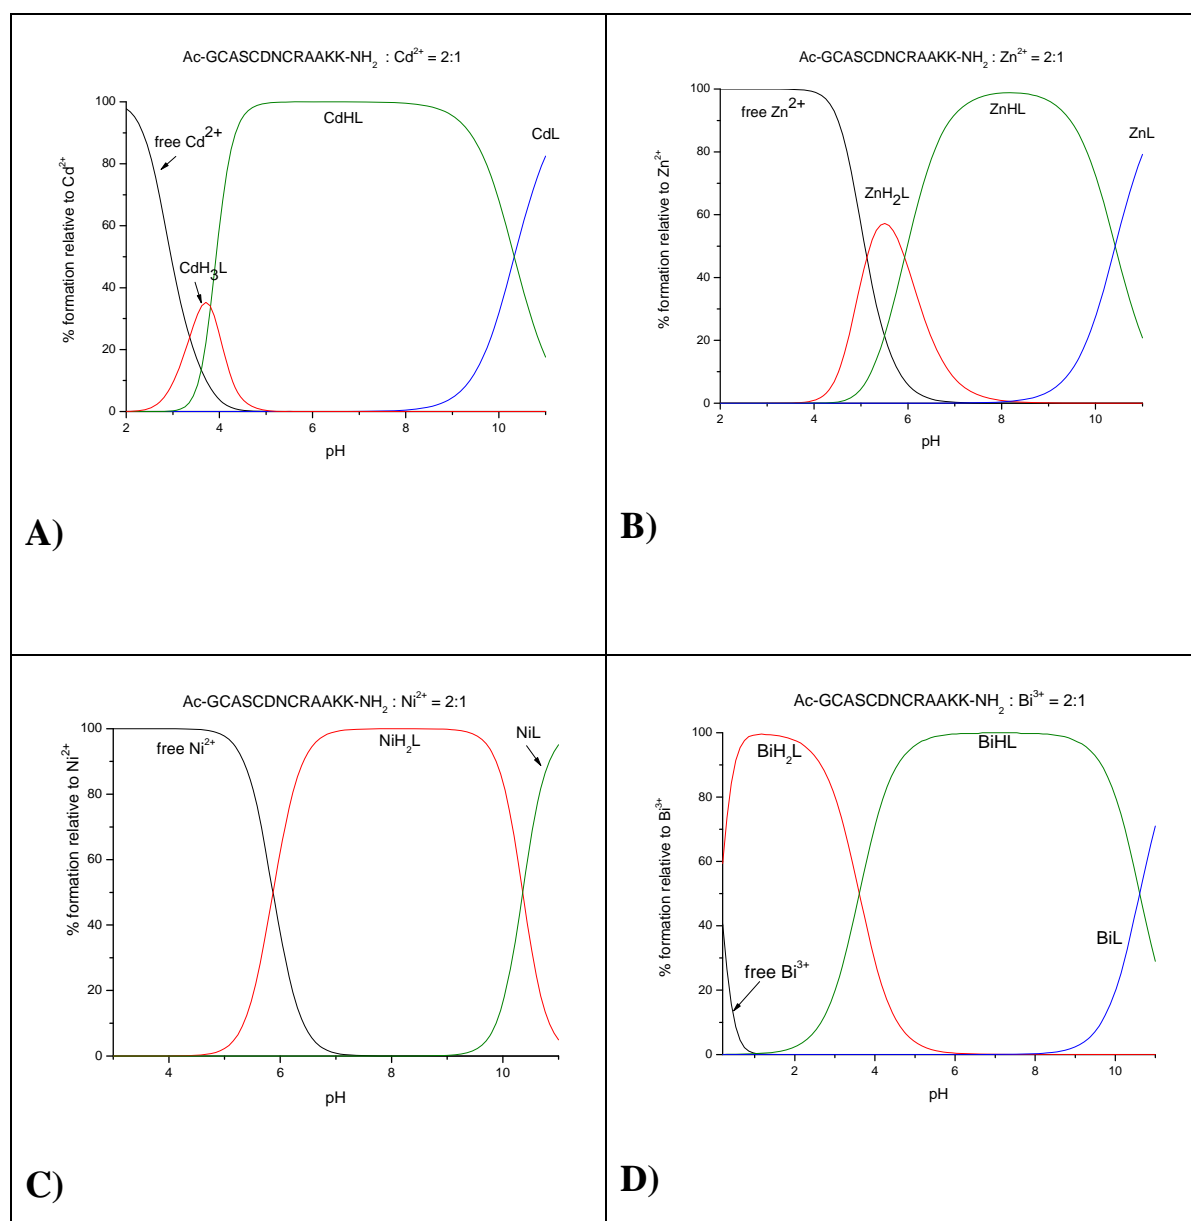 Ac-GCASCDNCRAAKK-NH2 : Cd2+ = 2:1
% formation relative to Cd2+
100
80
60
40
20
0
free Cd2+
CdHL
CdL
CdH3L
2
4
6
8
10
pH
A)
Ac-GCASCDNCRAAKK-NH2 : Zn2+ = 2:1
% formation relative to Zn2+
100
80
60
40
20
0
free Zn2+
ZnHL
ZnL
ZnH2L
2
4
6
8
10
pH
B)
Ac-GCASCDNCRAAKK-NH2 : Ni2+ = 2:1
% formation relative to Ni2+
100
80
60
40
20
0
free Ni2+
NiH2L
NiL
4
6
8
10
pH
C)
Ac-GCASCDNCRAAKK-NH2 : Bi3+ = 2:1
% formation relative to Bi3+
100
80
60
40
20
0
BiH2L
BiHL
BiL
free Bi3+
2
4
6
8
10
pH
D)